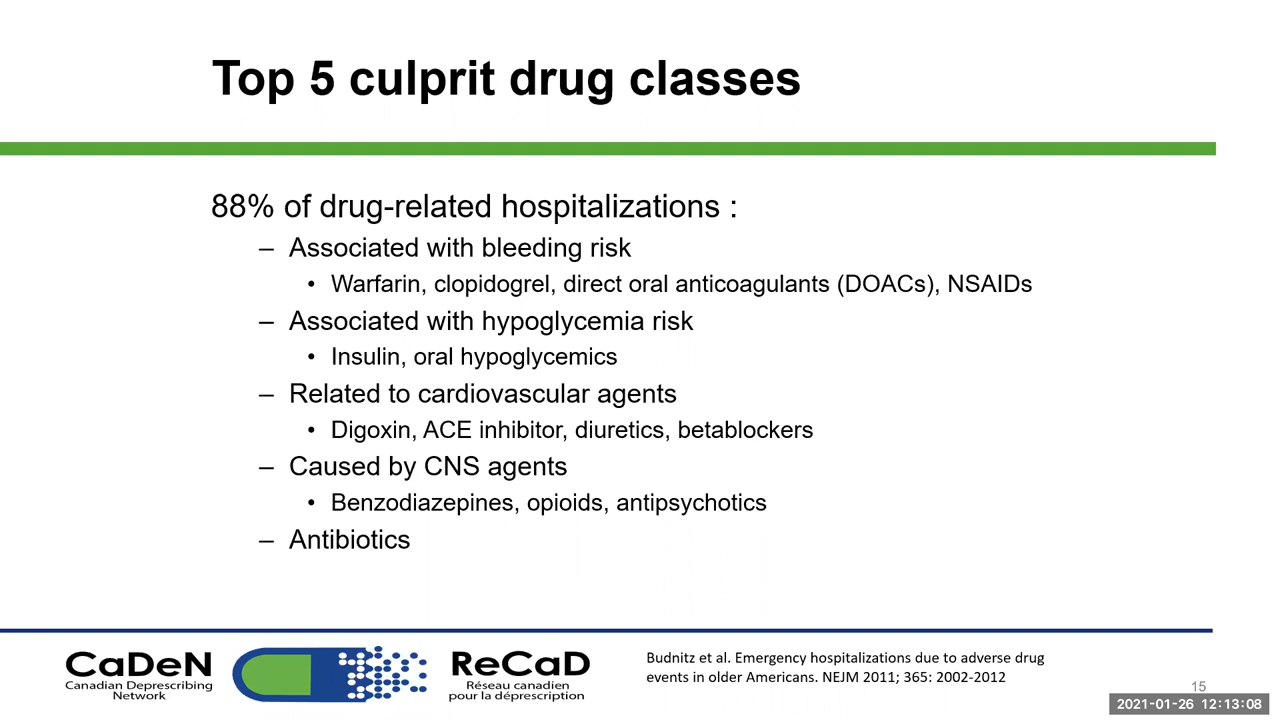 Top 5 culprit drug classes
88% of drug-related hospitalizations :
– Associated with bleeding risk
• Warfarin, clopidogrel, direct oral anticoagulants (DOACs), NSAIDs
– Associated with hypoglycemia risk
• Insulin, oral hypoglycemics
– Related to cardiovascular agents
• Digoxin, ACE inhibitor, diuretics, betablockers
– Caused by CNS agents
• Benzodiazepines, opioids, antipsychotics
– Antibiotics
CaDeN
Canadian Deprescribing
Network
ReCaD
Réseau canadien
pour la déprescription
Budnitz et al. Emergency hospitalizations due to adverse drug
events in older Americans. NEJM 2011; 365: 2002-2012
15
2021-01-26 12:13:08